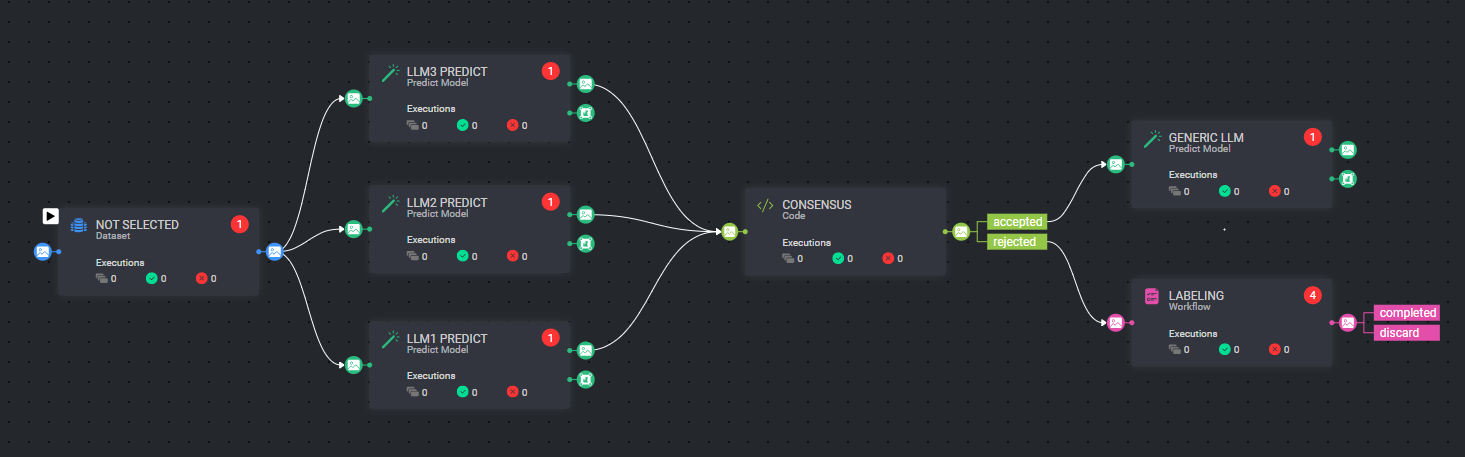 NOT SELECTED
Dataset
1
Executions
0 0 0
LLM3 PREDICT
Predict Model
1
Executions
0 0 0
LLM2 PREDICT
Predict Model
1
Executions
0 0 0
LLM1 PREDICT
Predict Model
1
Executions
0 0 0
CONSENSUS
Code
Executions
0 0 0
accepted
rejected
GENERIC LLM
Predict Model
1
Executions
0 0 0
LABELING
Workflow
4
Executions
0 0 0
completed
discard